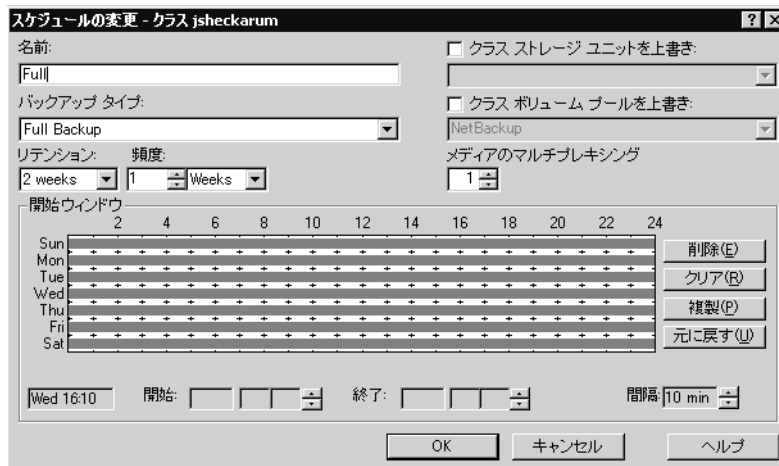 スケジュールの変更 - クラス jsheckarum
名前:
Full
バックアップ タイプ:
Full Backup
リテンション: 頻度:
2 weeks 1 Weeks
クラス ストレージ ユニットを上書き:
クラス ボリューム プールを上書き:
NetBackup
メディアのマルチプレキシング
1
開始ウィンドウ
2 4 6 8 10 12 14 16 18 20 22 24
Sun
Mon
Tue
Wed
Thu
Fri
Sat
削除(E)
クリア(R)
複製(P)
元に戻す(U)
Wed 16:10 開始: 終了: 間隔: 10 min
OK キャンセル ヘルプ